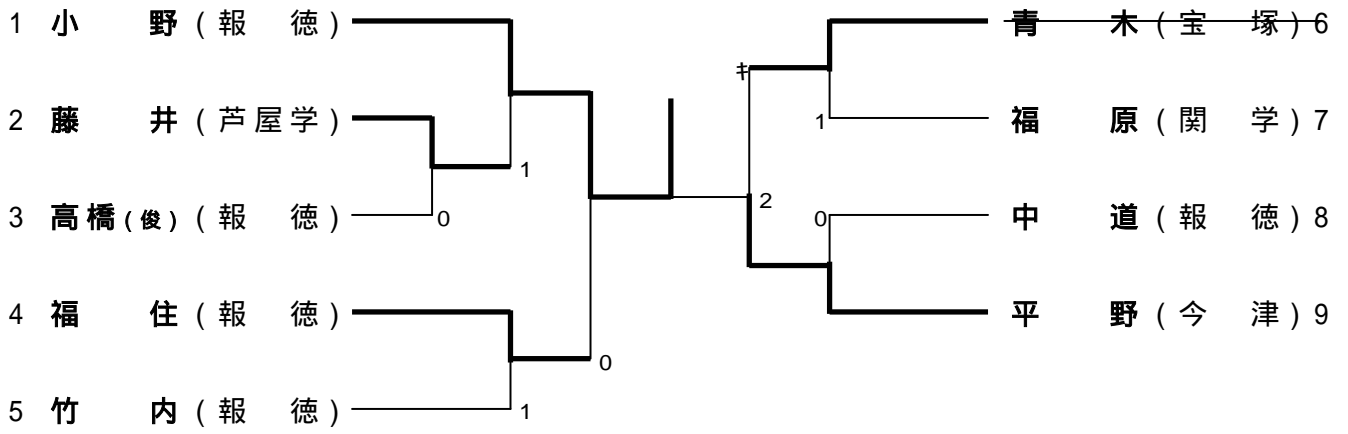 1 小 野 ( 報 徳 )
2 藤 井 ( 芦 屋 学 )
3 高 橋 ( 俊 ) ( 報 徳 )
4 福 住 ( 報 徳 )
5 竹 内 ( 報 徳 )
1
0
0
1
2
キ
1
0
青 木 ( 宝 塚 ) 6
福 原 ( 関 学 ) 7
中 道 ( 報 徳 ) 8
平 野 ( 今 津 ) 9